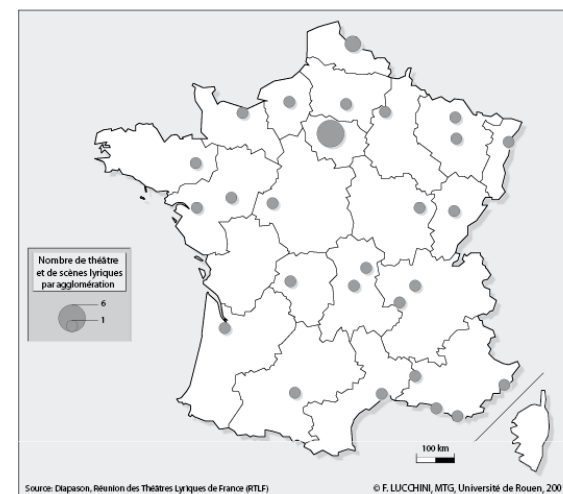 Nombre de théâtre
et de scènes lyriques
par agglomération
6
1
100 km
Source: Diapason, Réunion des Théâtres Lyriques de France (RTLF)
© F. LUCCHINI, MTG, Université de Rouen, 200